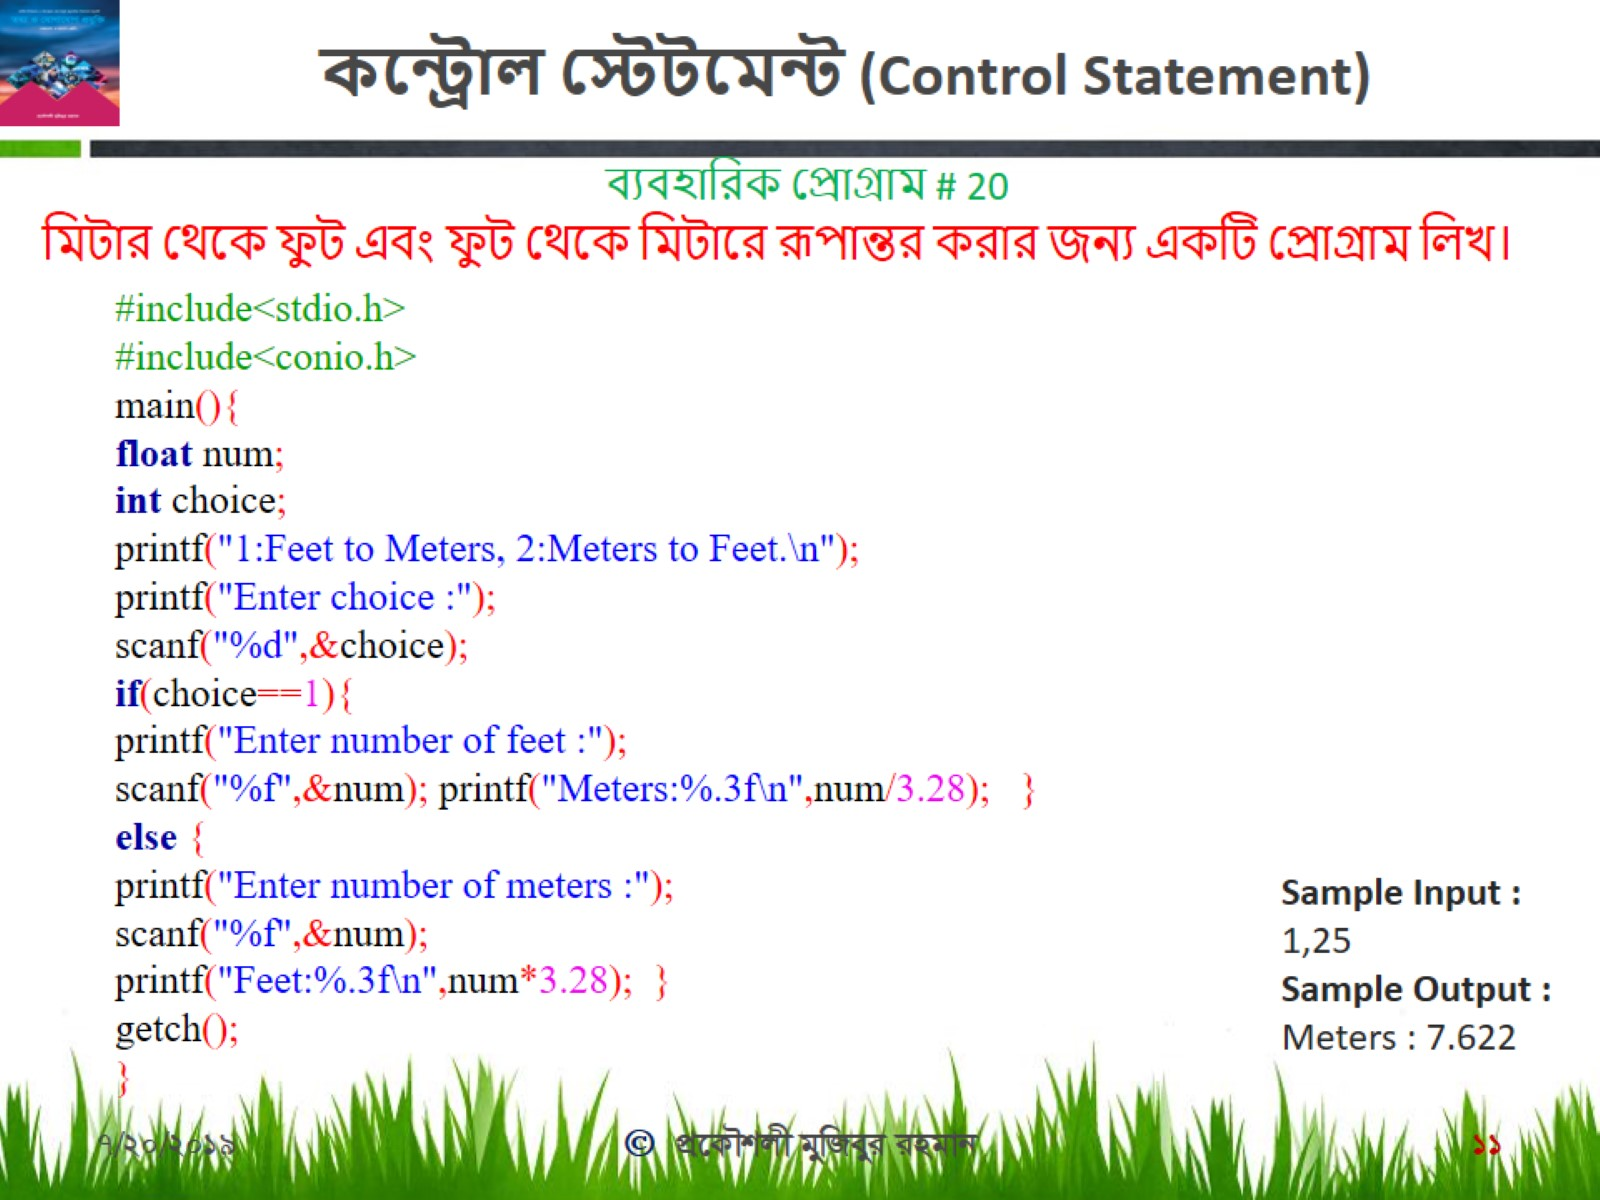 কন্ট্রোল স্টেটমেন্ট (Control Statement)
ব্যবহারিক প্রোগ্রাম # 20
মিটার থেকে ফুট এবং ফুট থেকে মিটারে রূপান্তর করার জন্য একটি প্রোগ্রাম লিখ।
#include<stdio.h>
#include<conio.h>
main(){
float num;
int choice;
printf("1:Feet to Meters, 2:Meters to Feet.\n");
printf("Enter choice :");
scanf("%d",&choice);
if(choice==1){
printf("Enter number of feet :");
scanf("%f",&num); printf("Meters:%.3f\n",num/3.28); }
else {
printf("Enter number of meters :");
scanf("%f",&num);
printf("Feet:%.3f\n",num*3.28); }
getch();
}
Sample Input :
1,25
Sample Output :
Meters : 7.622
৭/২০/২০১৯
© প্রকৌশলী মুজিবুর রহমান
১১